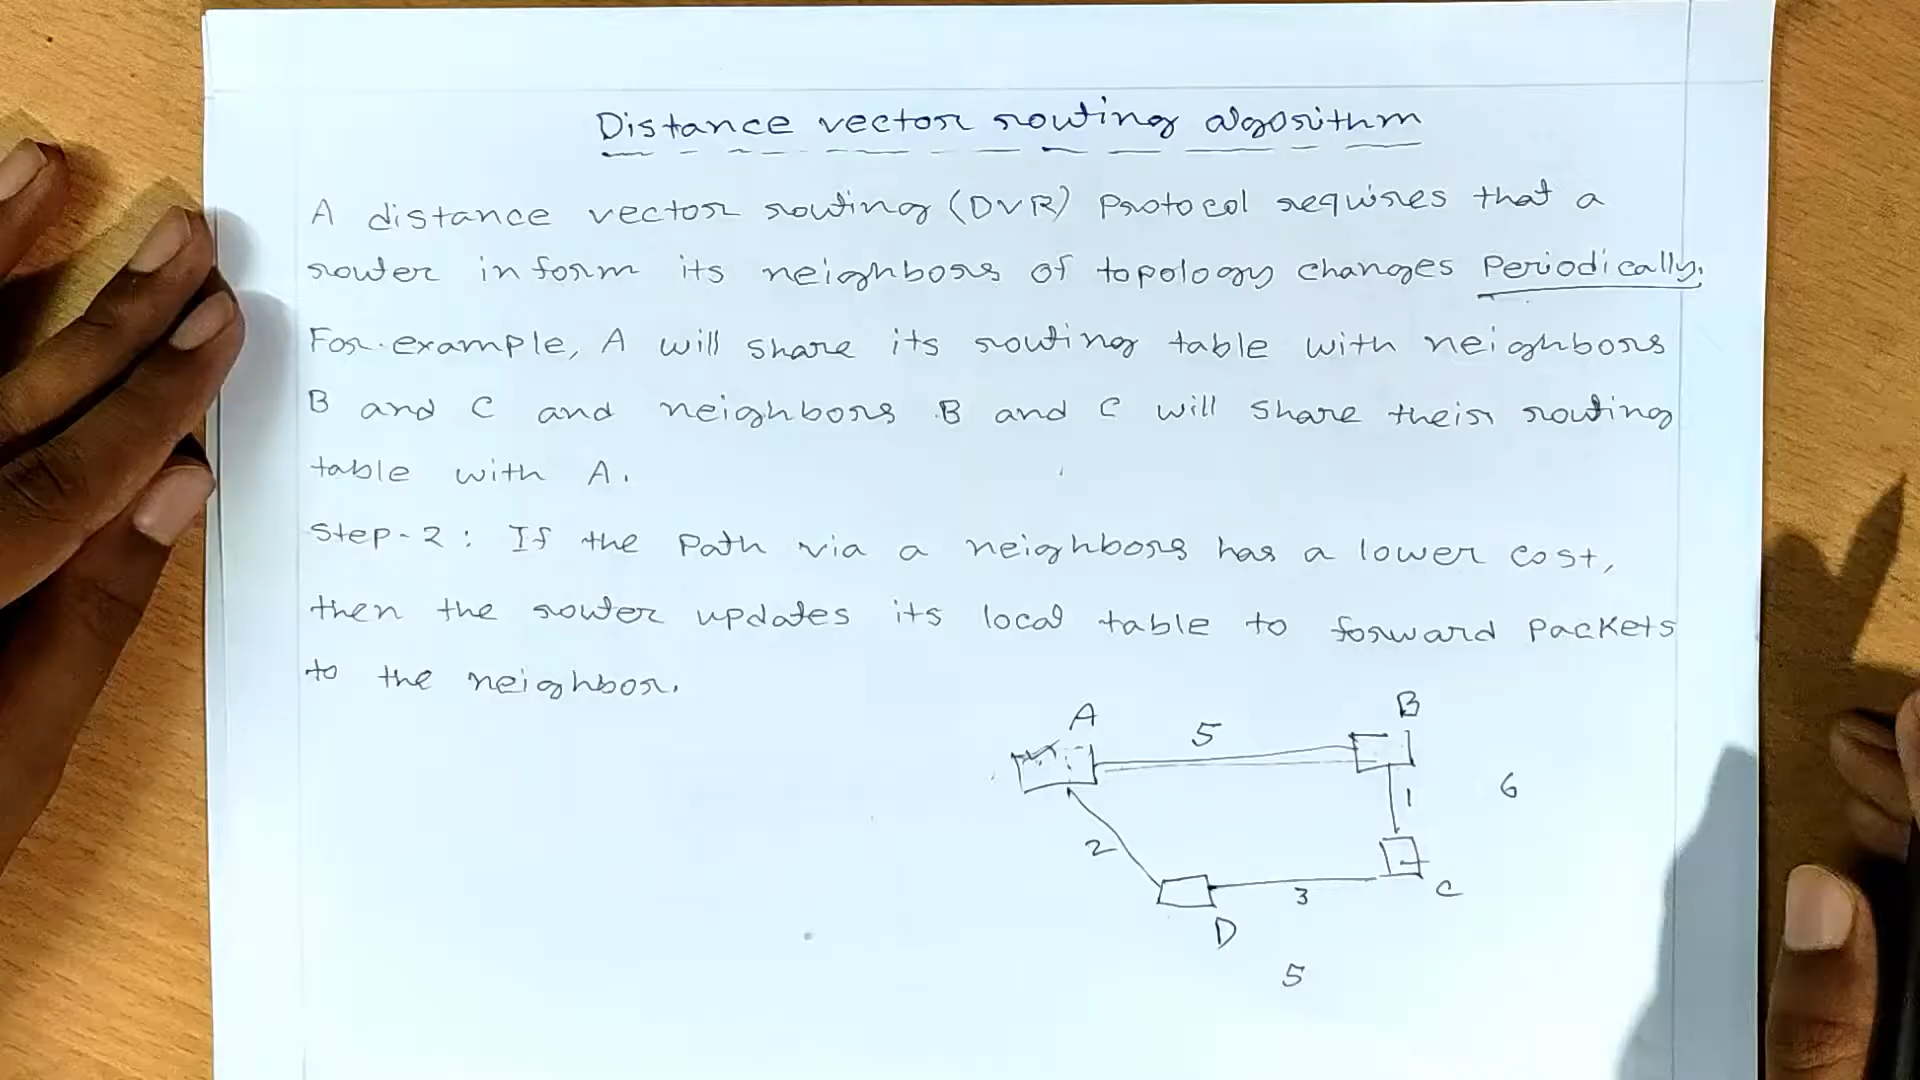 Distance vector routing algorithm
A distance vector routing (DVR) Protocol requires that a
router inform its neighbors of topology changes Periodically.
For example, A will share its routing table with neighbors
B and C and neighbors B and C will share their routing
table with A.
Step-2: If the Path via a neighbors has a lower cost,
then the router updates its local table to forward Packets
to the neighbor.
A
B
5
6
1
2
3
C
D
5